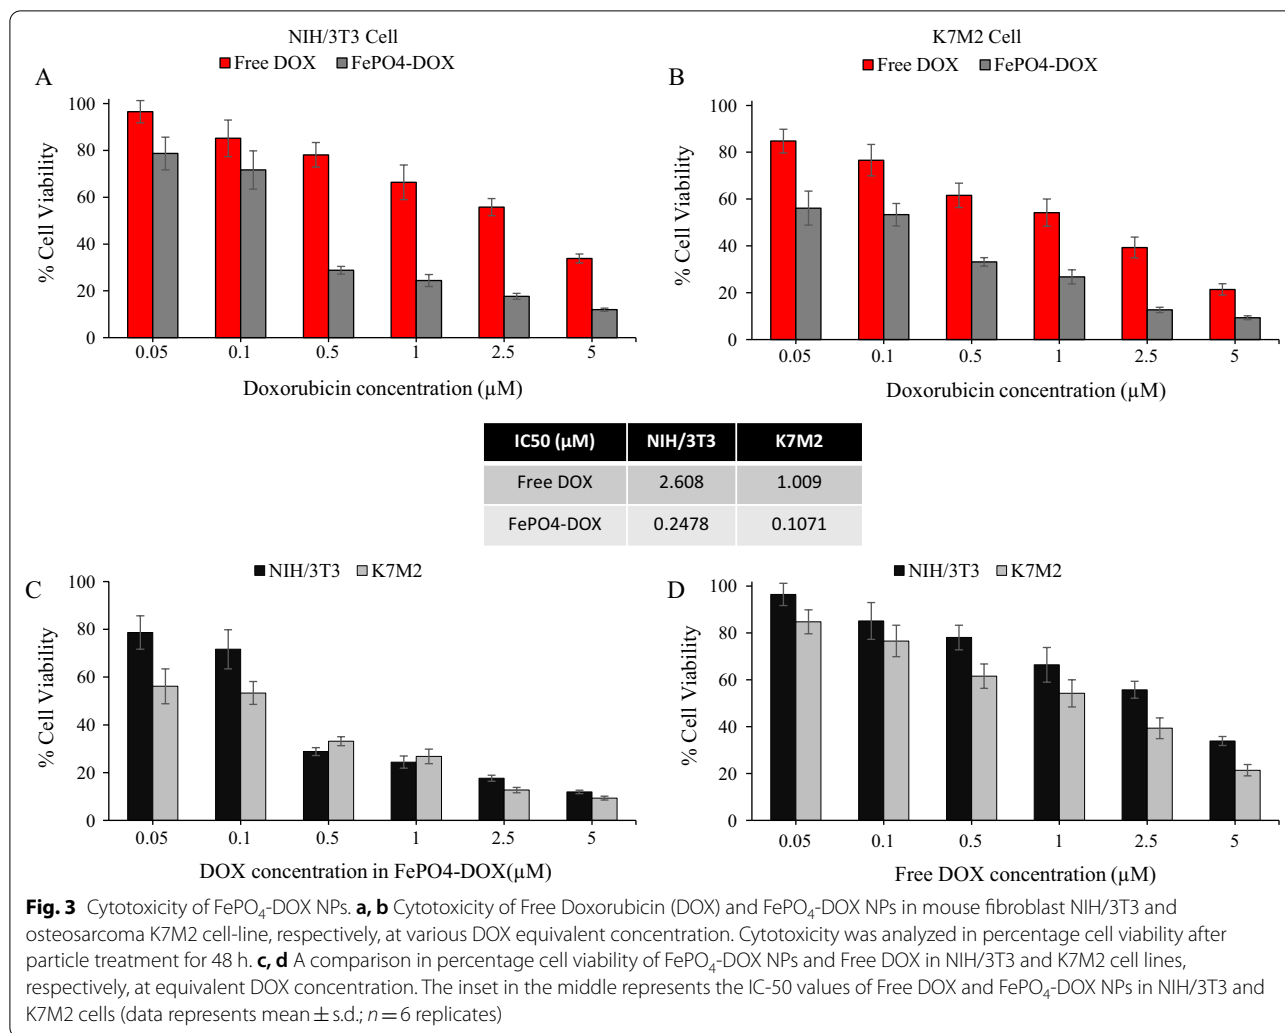 NIH/3T3 Cell
Free DOX FePO4-DOX
A
% Cell Viability
100
80
60
40
20
0
0.05 0.1 0.5 1 2.5 5
Doxorubicin concentration (µM)
K7M2 Cell
Free DOX FePO4-DOX
B
% Cell Viability
100
80
60
40
20
0
0.05 0.1 0.5 1 2.5 5
Doxorubicin concentration (µM)
IC50 (µM) NIH/3T3 K7M2
Free DOX 2.608 1.009
FePO4-DOX 0.2478 0.1071
NIH/3T3 K7M2
C
% Cell Viability
100
80
60
40
20
0
0.05 0.1 0.5 1 2.5 5
DOX concentration in FePO4-DOX(µM)
NIH/3T3 K7M2
D
% Cell Viability
100
80
60
40
20
0
0.05 0.1 0.5 1 2.5 5
Free DOX concentration (µM)
Fig. 3 Cytotoxicity of FePO₄-DOX NPs. a, b Cytotoxicity of Free Doxorubicin (DOX) and FePO₄-DOX NPs in mouse fibroblast NIH/3T3 and
osteosarcoma K7M2 cell-line, respectively, at various DOX equivalent concentration. Cytotoxicity was analyzed in percentage cell viability after
particle treatment for 48 h. c, d A comparison in percentage cell viability of FePO₄-DOX NPs and Free DOX in NIH/3T3 and K7M2 cell lines,
respectively, at equivalent DOX concentration. The inset in the middle represents the IC-50 values of Free DOX and FePO₄-DOX NPs in NIH/3T3 and
K7M2 cells (data represents mean ± s.d.; n = 6 replicates)